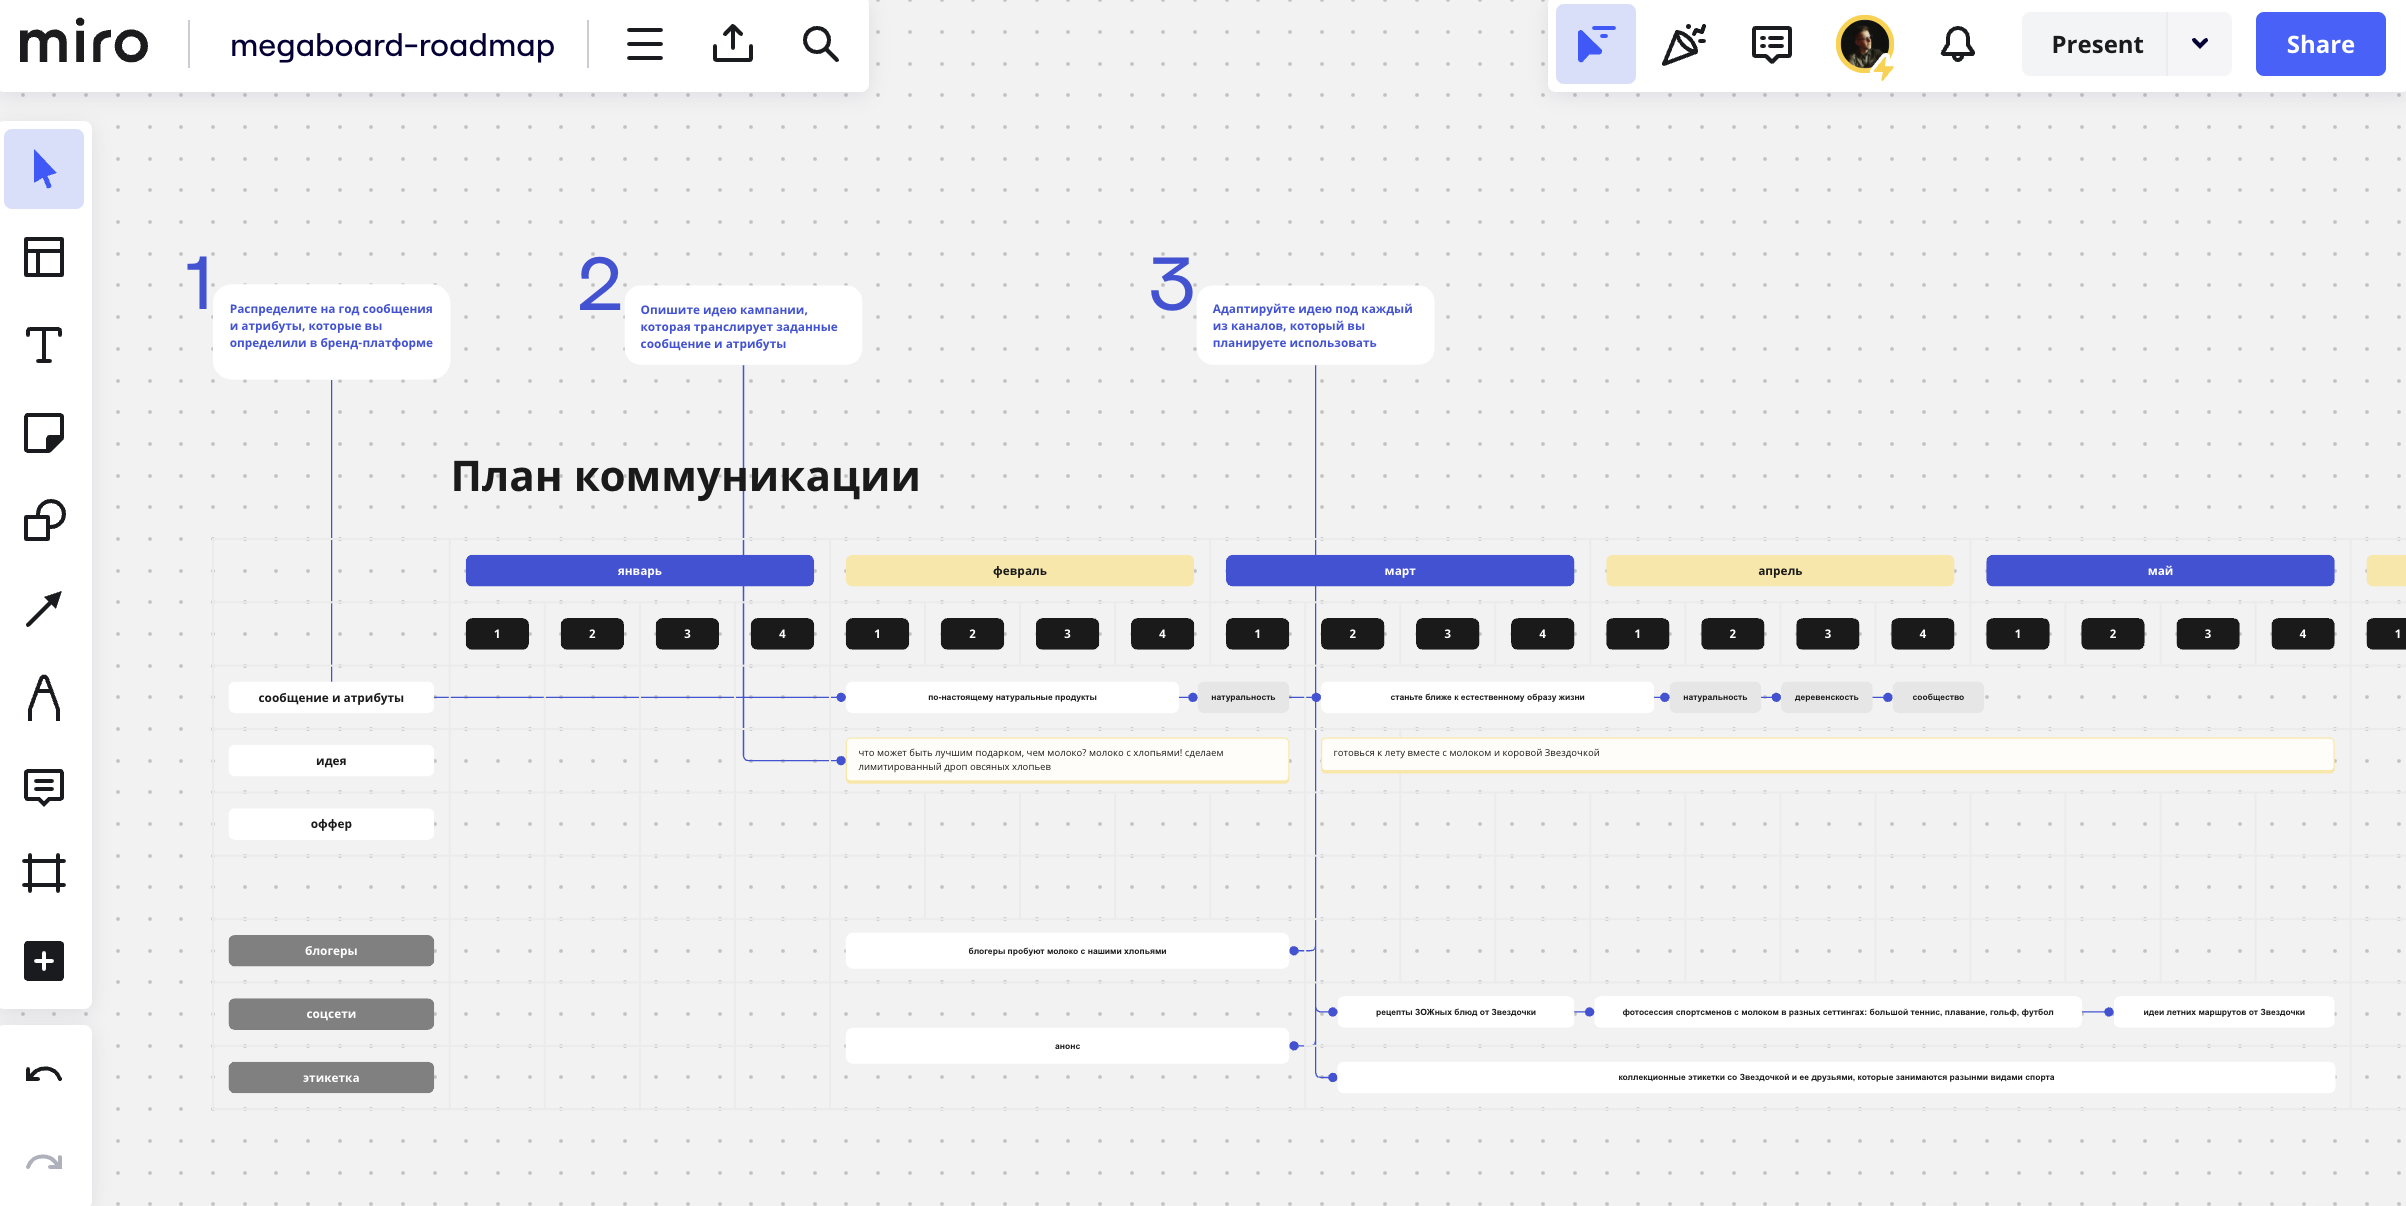 miro
megaboard-roadmap
Present
Share
1
Распределите на год сообщения
и атрибуты, которые вы
определили в бренд-платформе
2
Опишите идею кампании,
которая транслирует заданные
сообщение и атрибуты
3
Адаптируйте идею под каждый
из каналов, который вы
планируете использовать
План коммуникации
январь февраль март апрель май
1 2 3 4 1 2 3 4 1 2 3 4 1 2 3 4 1 2 3 4 1
сообщение и атрибуты по-настоящему натуральные продукты натуральность станьте ближе к естественному образу жизни натуральность деревенскость сообщество
идея
что может быть лучшим подарком, чем молоко? молоко с хлопьями! сделаем
лимитированный дроп овсяных хлопьев
готовься к лету вместе с молоком и коровой Звездочкой
оффер
блогеры блогеры пробуют молоко с нашими хлопьями
соцсети рецепты ЗОЖных блюд от Звездочки фотосессия спортсменов с молоком в разных сеттингах: большой теннис, плавание, гольф, футбол идеи летних маршрутов от Звездочки
анонс
этикетка коллекционные этикетки со Звездочкой и ее друзьями, которые занимаются разыми видами спорта